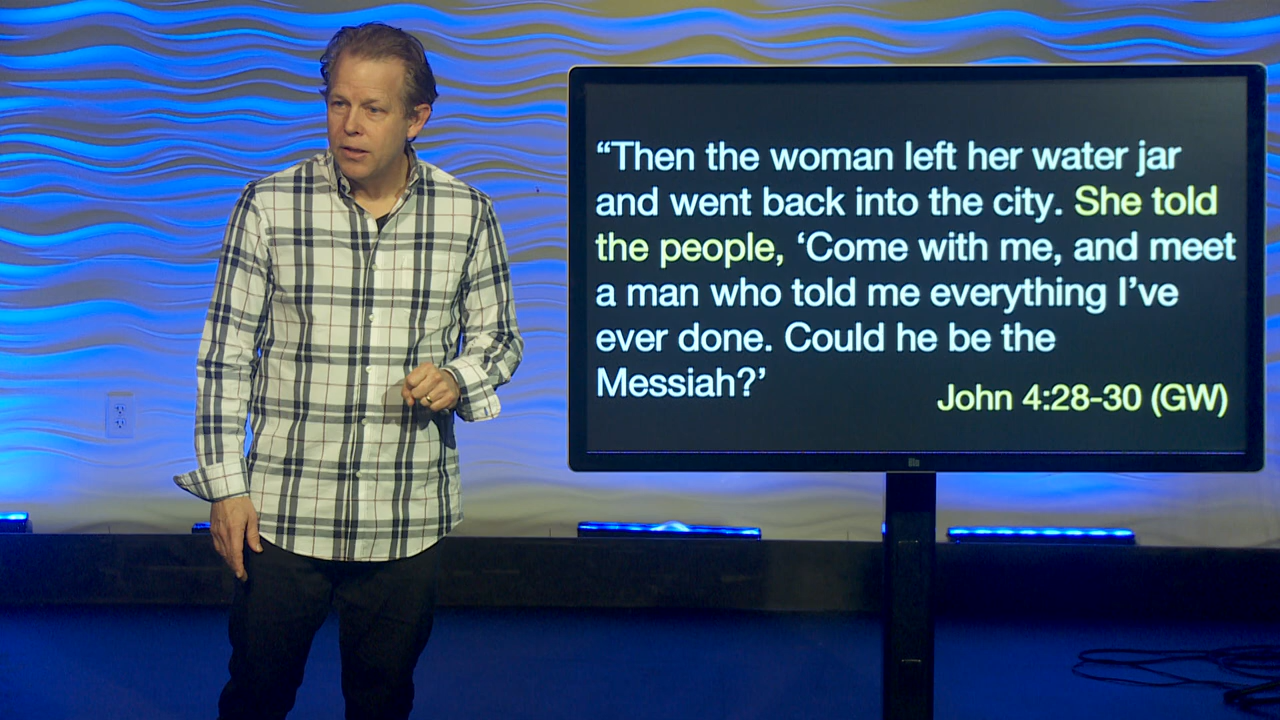 “Then the woman left her water jar
and went back into the city. She told
the people, ‘Come with me, and meet
a man who told me everything I’ve
ever done. Could he be the
Messiah?’
John 4:28-30 (GW)
Elo